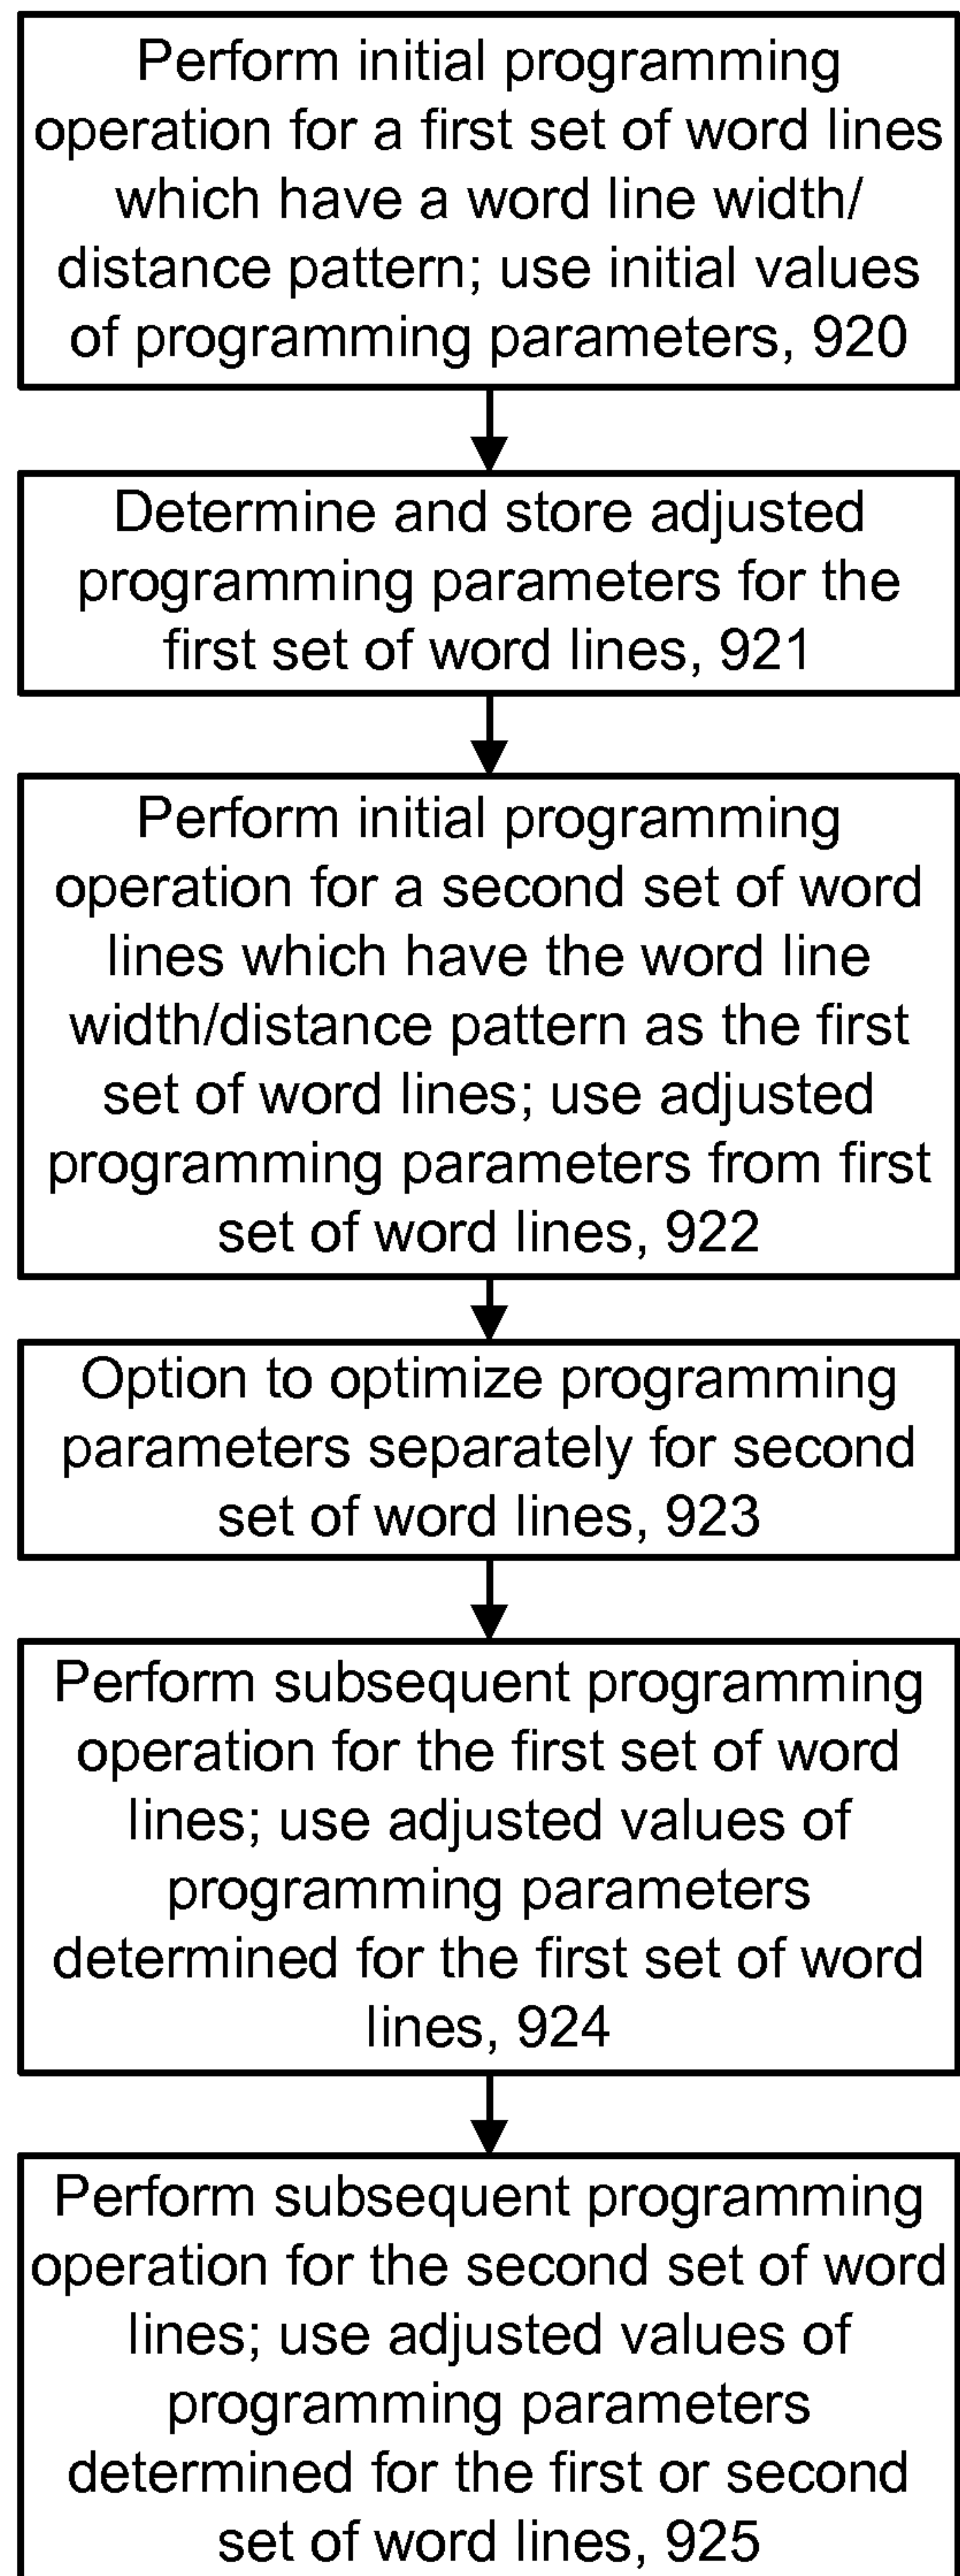 Perform initial programming
operation for a first set of word lines
which have a word line width/
distance pattern; use initial values
of programming parameters, 920
Determine and store adjusted
programming parameters for the
first set of word lines, 921
Perform initial programming
operation for a second set of word
lines which have the word line
width/distance pattern as the first
set of word lines; use adjusted
programming parameters from first
set of word lines, 922
Option to optimize programming
parameters separately for second
set of word lines, 923
Perform subsequent programming
operation for the first set of word
lines; use adjusted values of
programming parameters
determined for the first set of word
lines, 924
Perform subsequent programming
operation for the second set of word
lines; use adjusted values of
programming parameters
determined for the first or second
set of word lines, 925